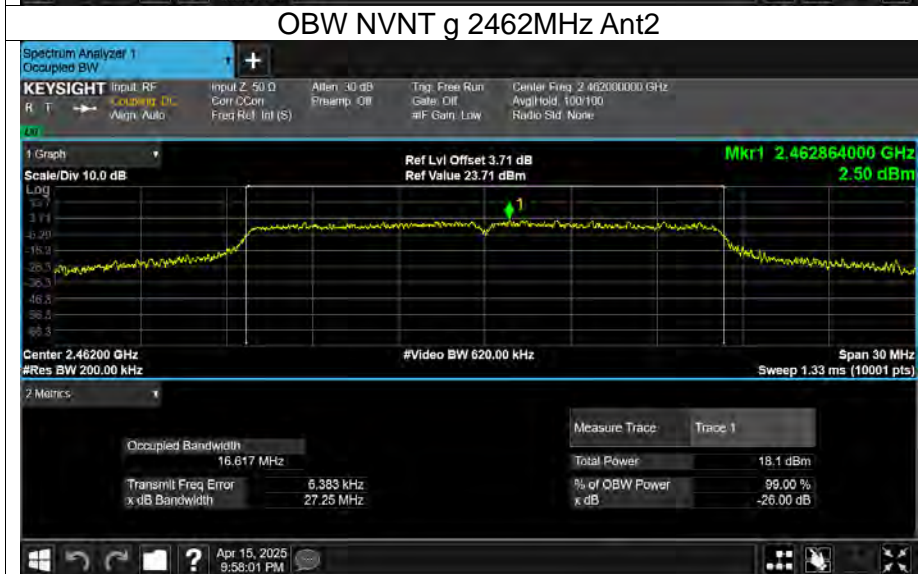 OBW NVNT g 2462MHz Ant2
Spectrum Analyzer 1
Occupied BW
+
KEYSIGHT Input: RF
R T
Coupling: DC
Align: Auto
Input Z: 50 Ω
Corr CCorr
Freq Ref: Int (S)
Atten: 30 dB
Preamp: Off
Trig: Free Run
Gate: Off
#IF Gain: Low
Center Freq: 2.462000000 GHz
Avg|Hold: 100/100
Radio Std: None
1 Graph
Scale/Div 10.0 dB
Ref Lvl Offset 3.71 dB
Ref Value 23.71 dBm
Mkr1 2.462864000 GHz
2.50 dBm
Log
13.7
3.71
-6.29
-16.3
-26.3
-36.3
-46.3
-56.3
-66.3
1
Center 2.46200 GHz
#Res BW 200.00 kHz
#Video BW 620.00 kHz
Span 30 MHz
Sweep 1.33 ms (10001 pts)
2 Metrics
Measure Trace Trace 1
Occupied Bandwidth
16.617 MHz
Total Power 18.1 dBm
Transmit Freq Error 6.383 kHz
% of OBW Power 99.00 %
x dB Bandwidth 27.25 MHz
x dB -26.00 dB
?
Apr 15, 2025
9:58:01 PM